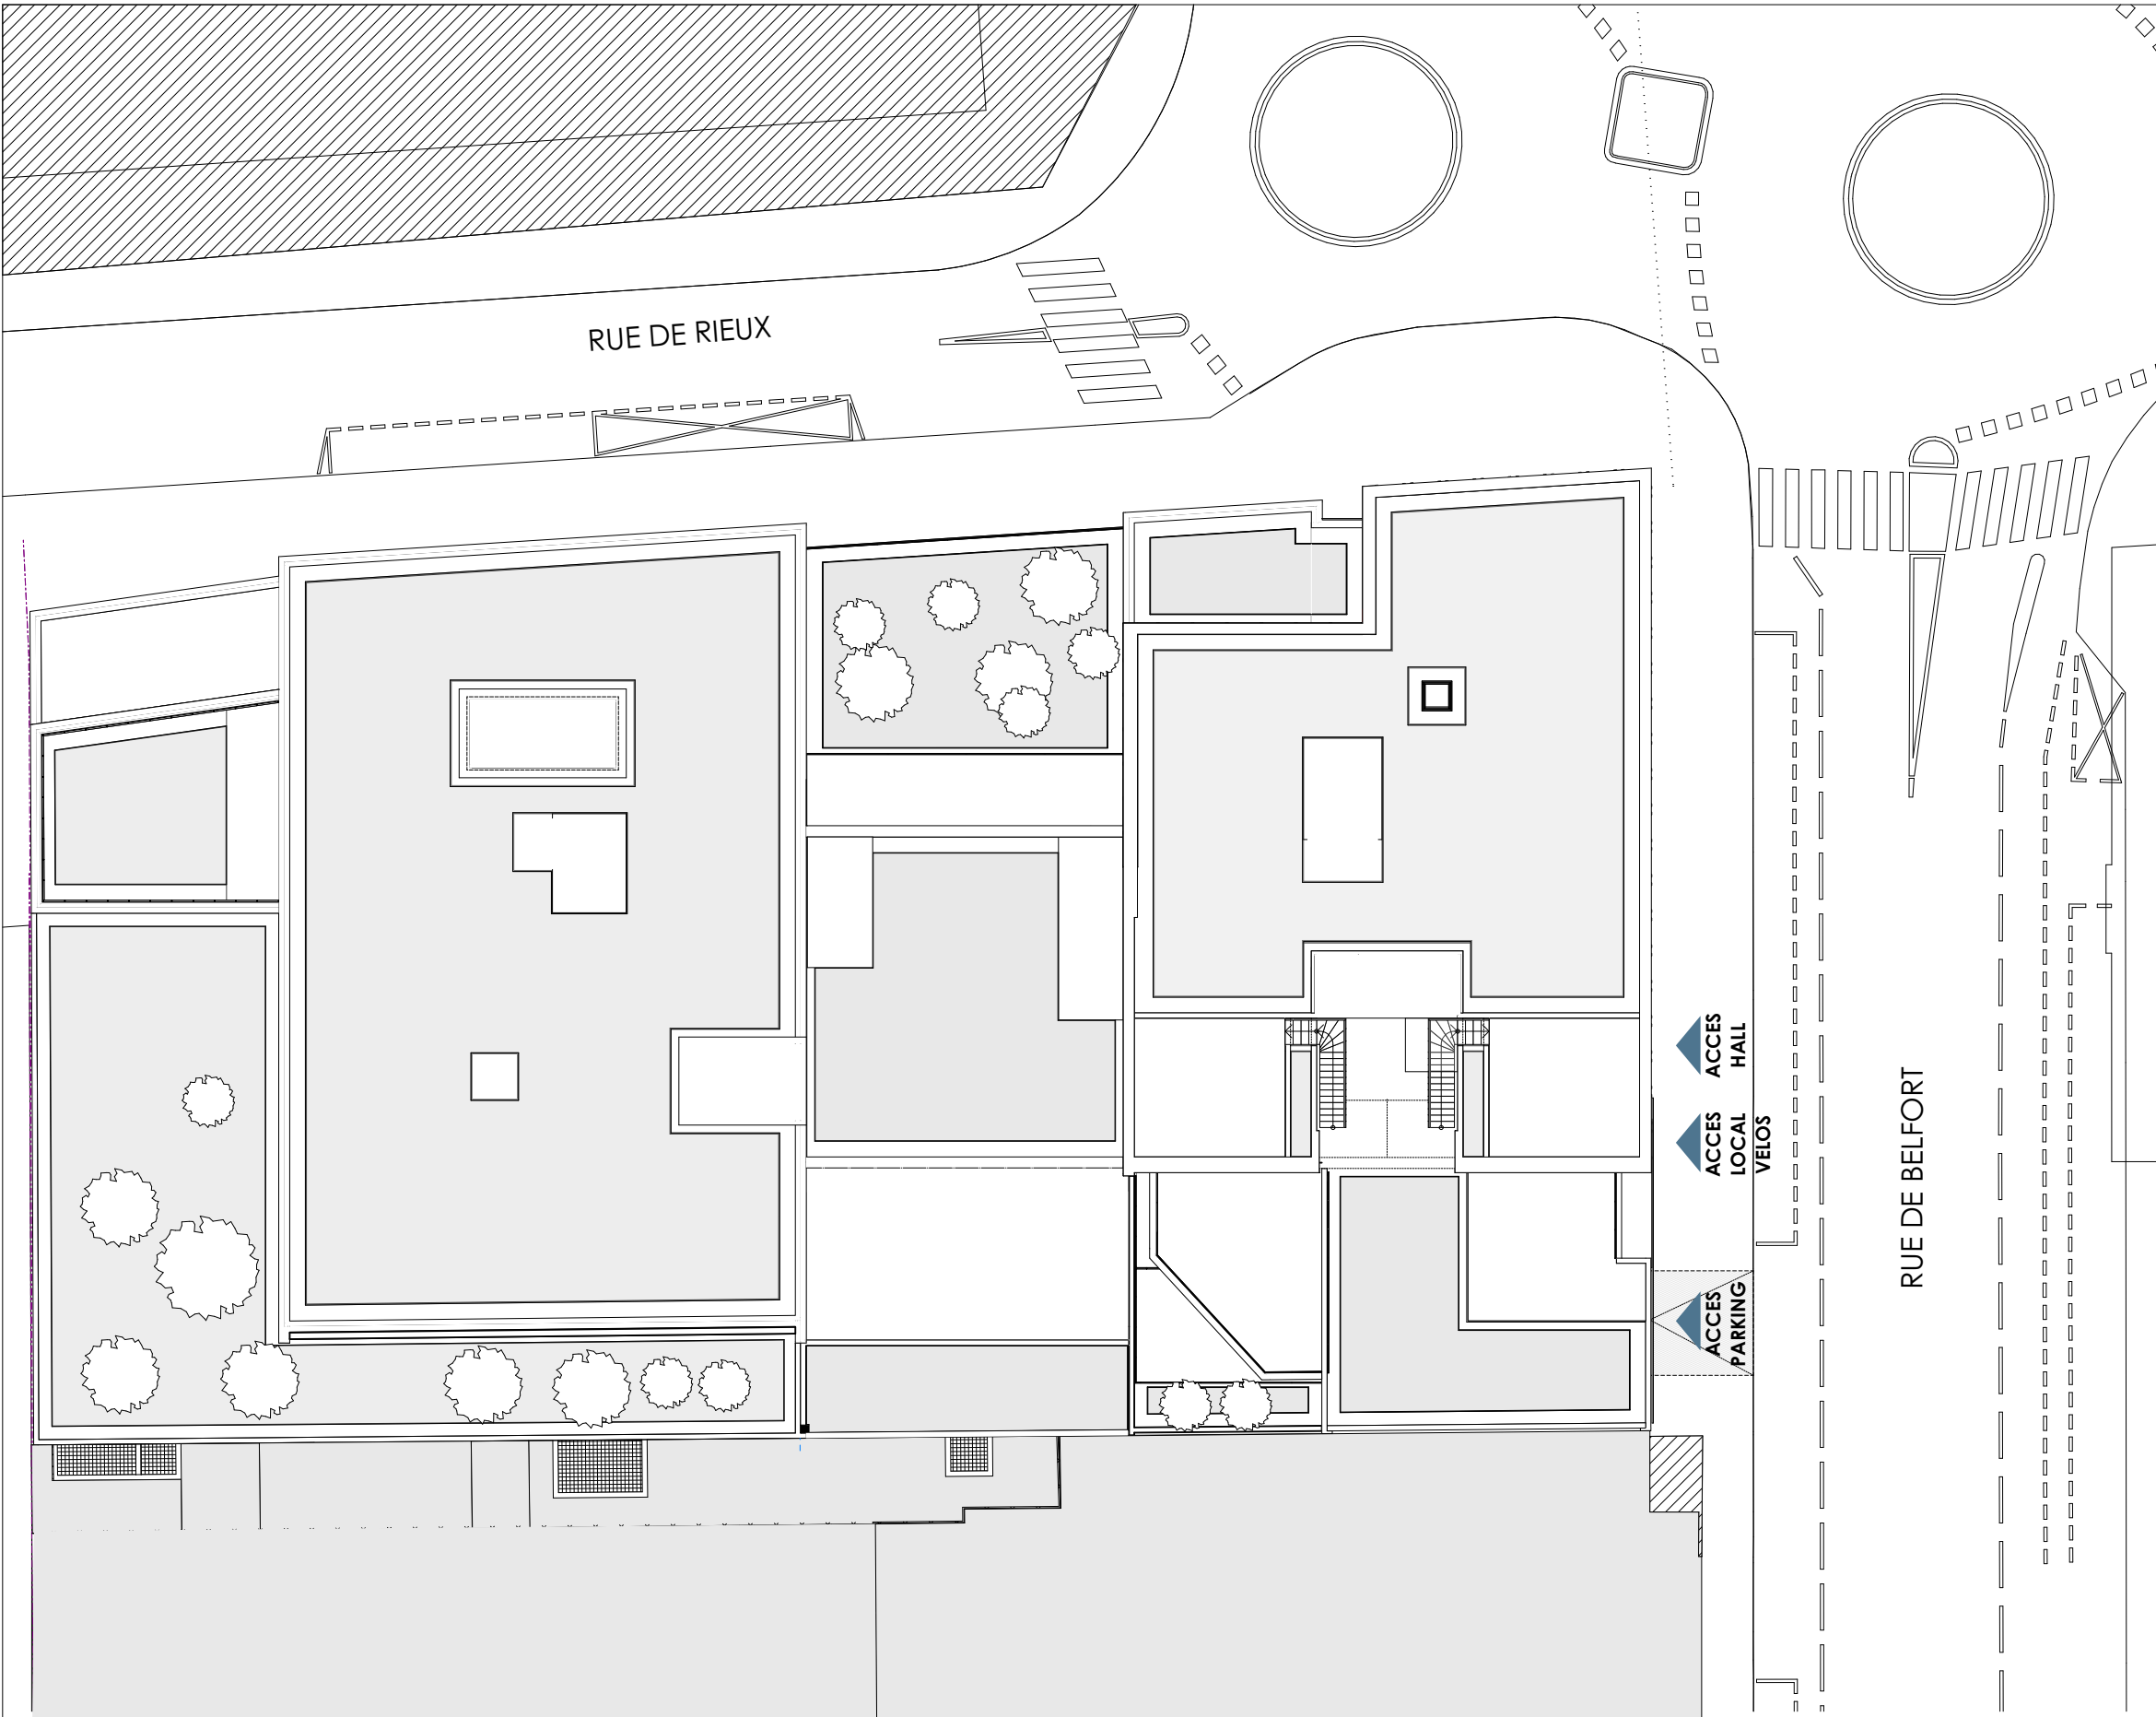 RUE DE RIEUX
ACCES
HALL
ACCES
LOCAL
VELOS
RUE DE BELFORT
ACCES
PARKING